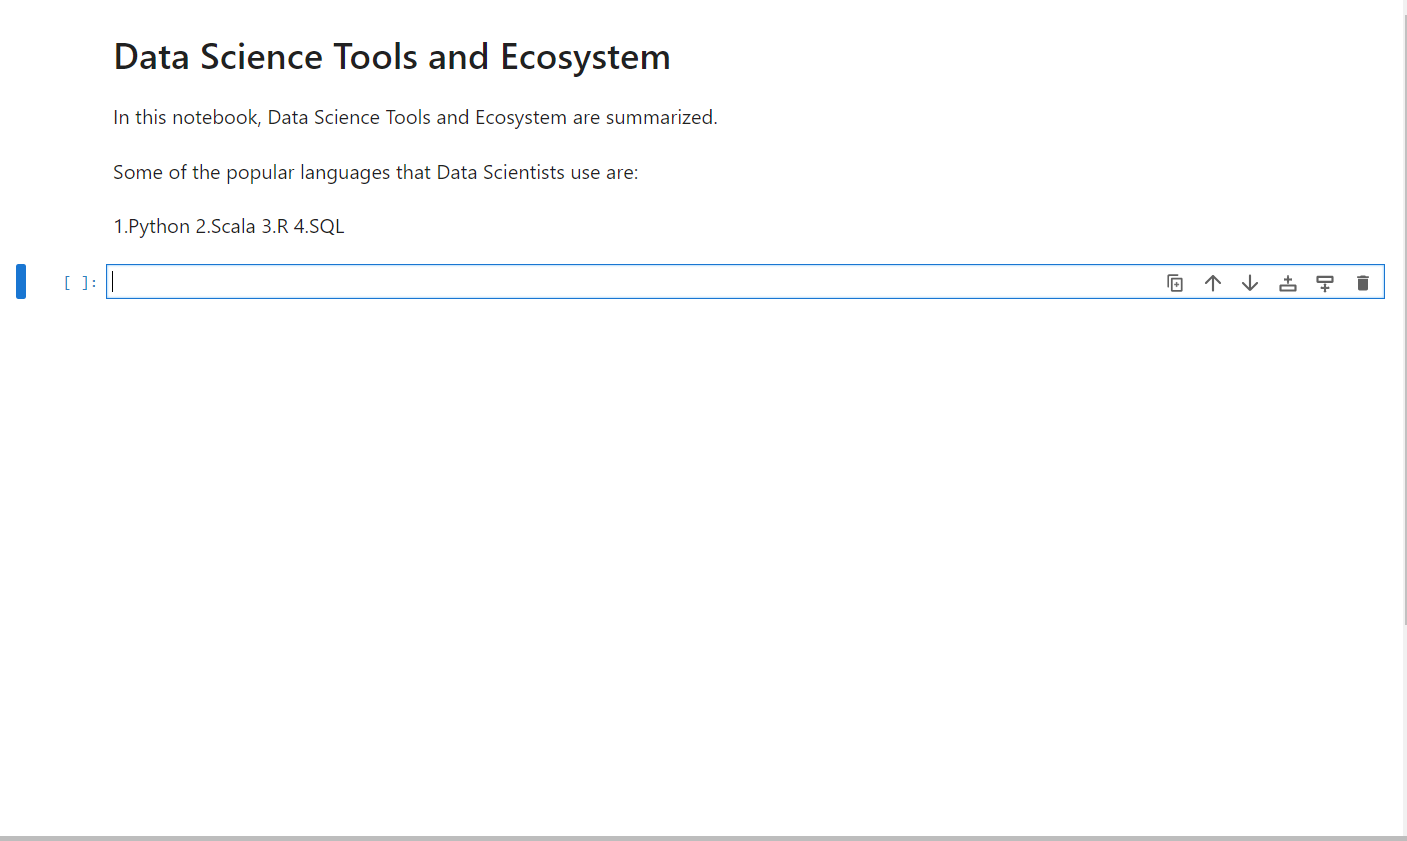 Data Science Tools and Ecosystem
In this notebook, Data Science Tools and Ecosystem are summarized.
Some of the popular languages that Data Scientists use are:
1.Python 2.Scala 3.R 4.SQL
[ ]: